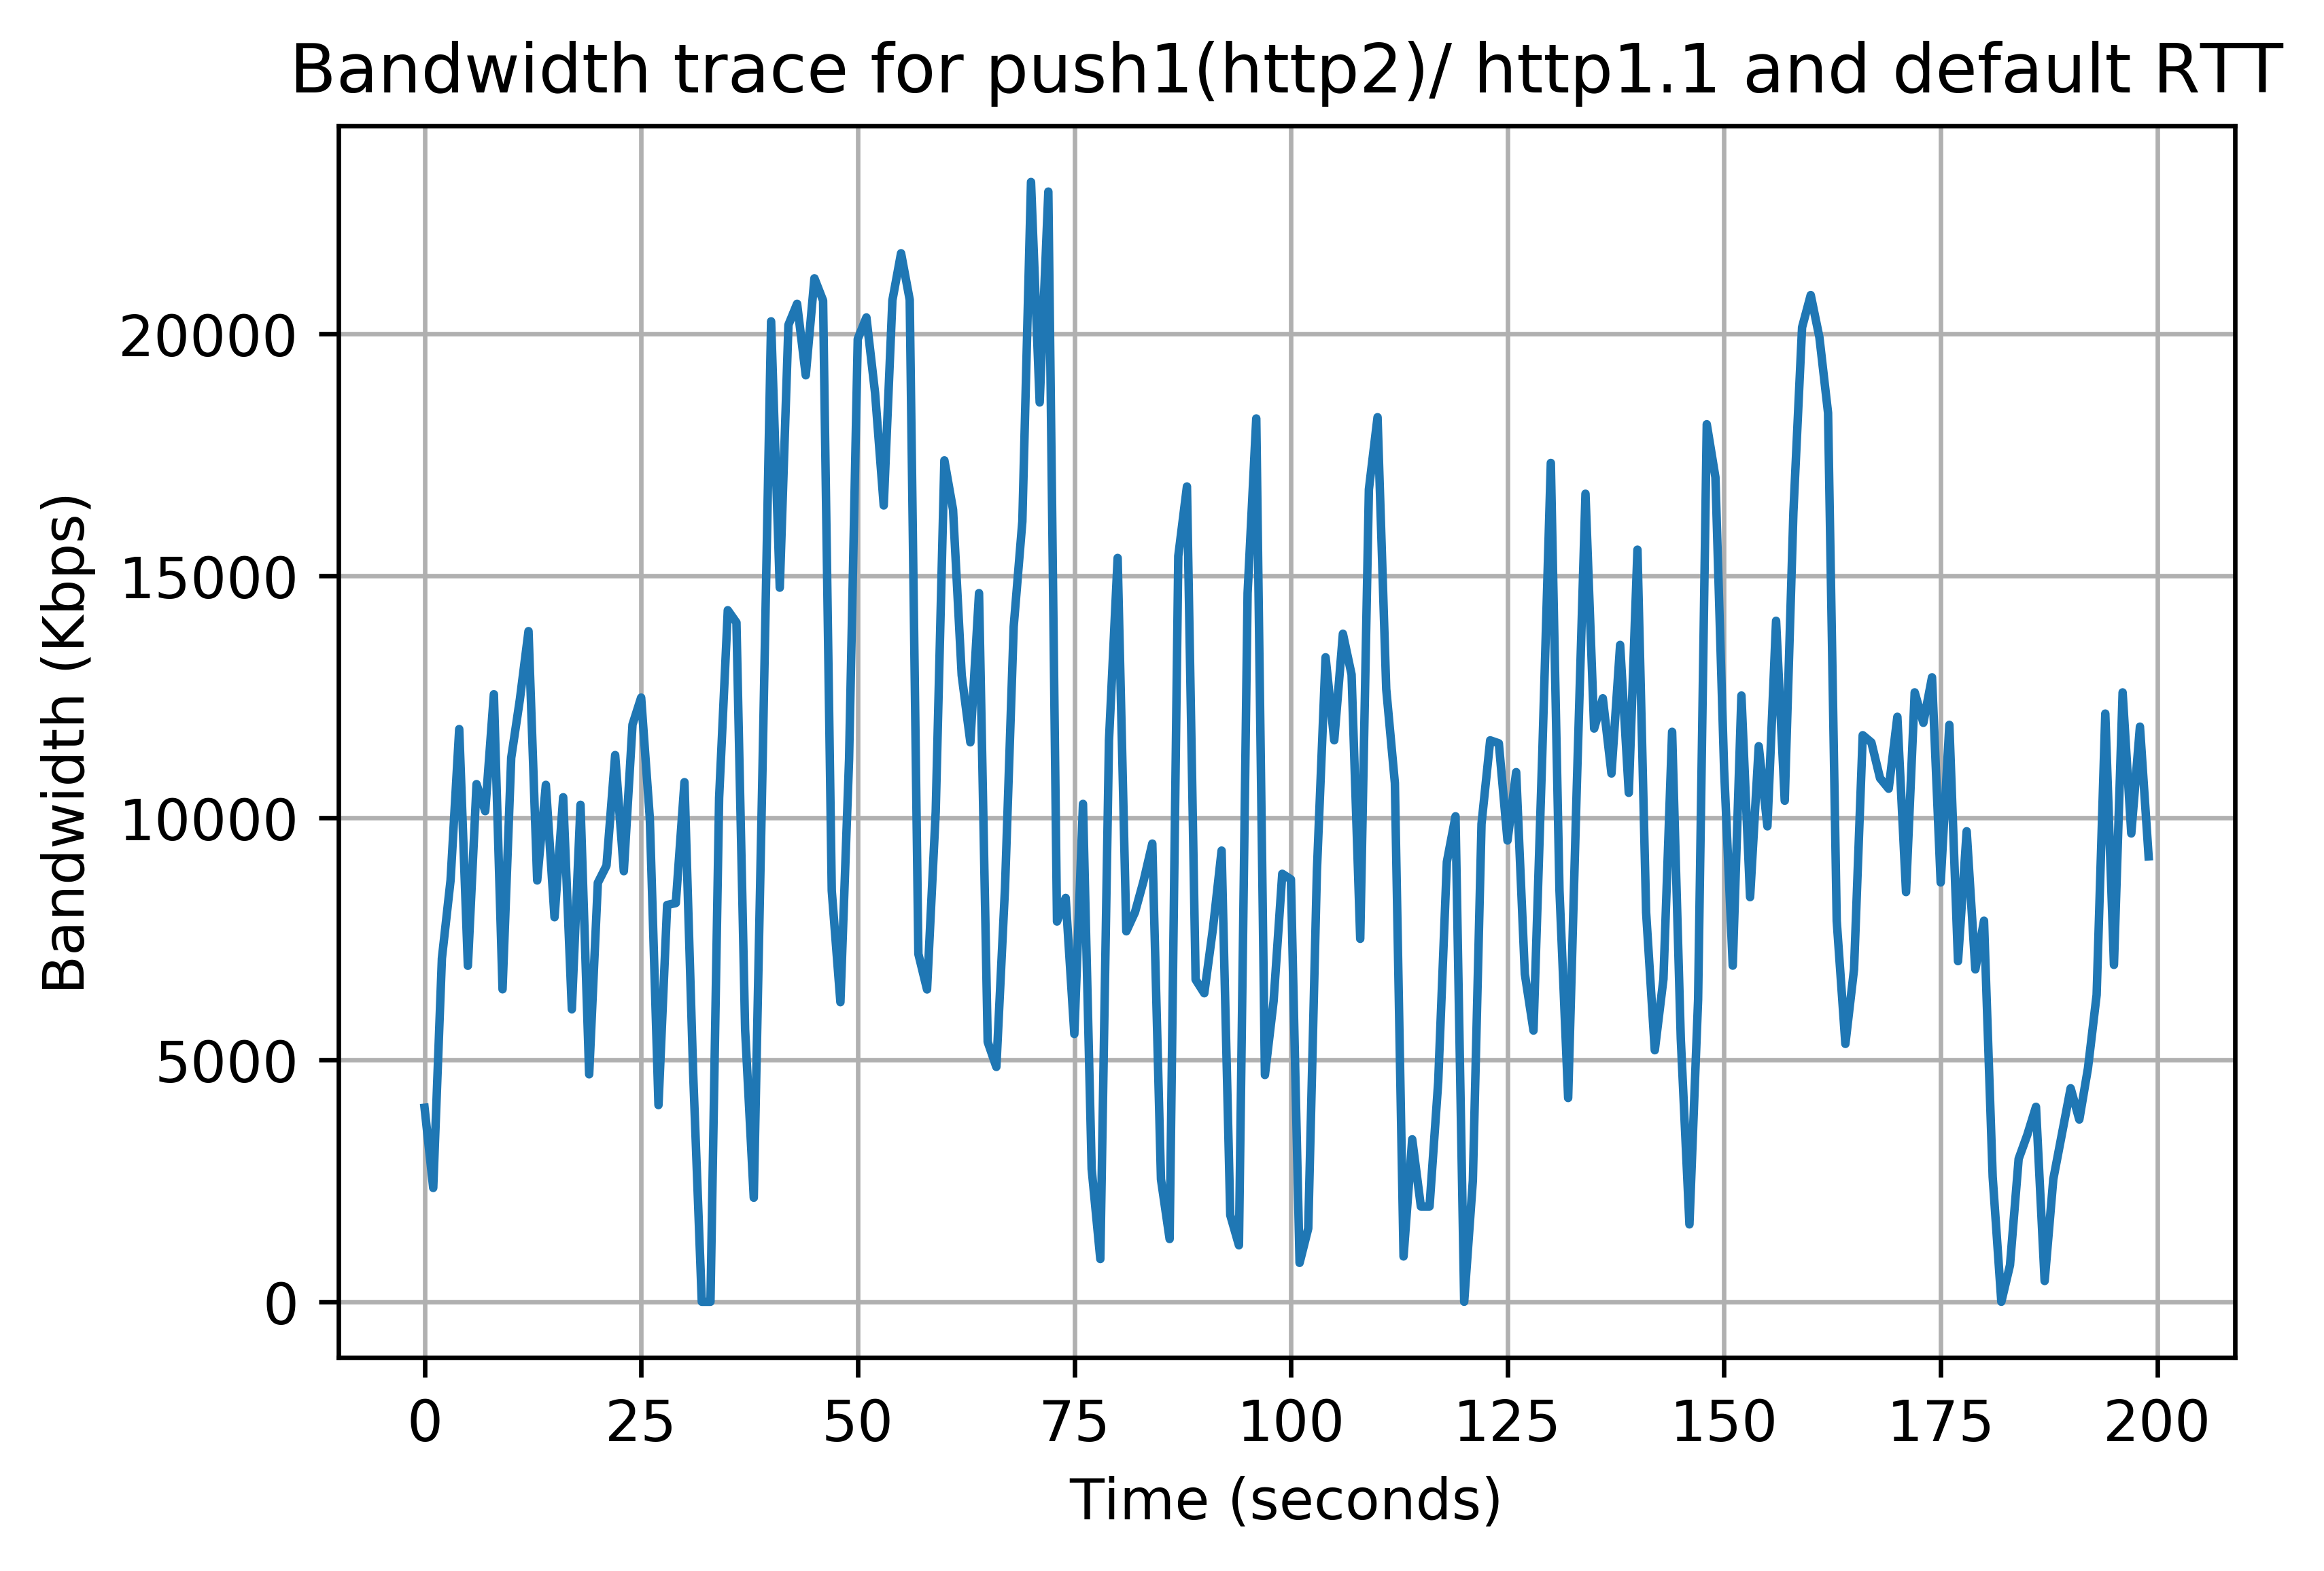 Bandwidth trace for push1(http2)/ http1.1 and default RTT
Bandwidth (Kbps)
20000
15000
10000
5000
0
0 25 50 75 100 125 150 175 200
Time (seconds)